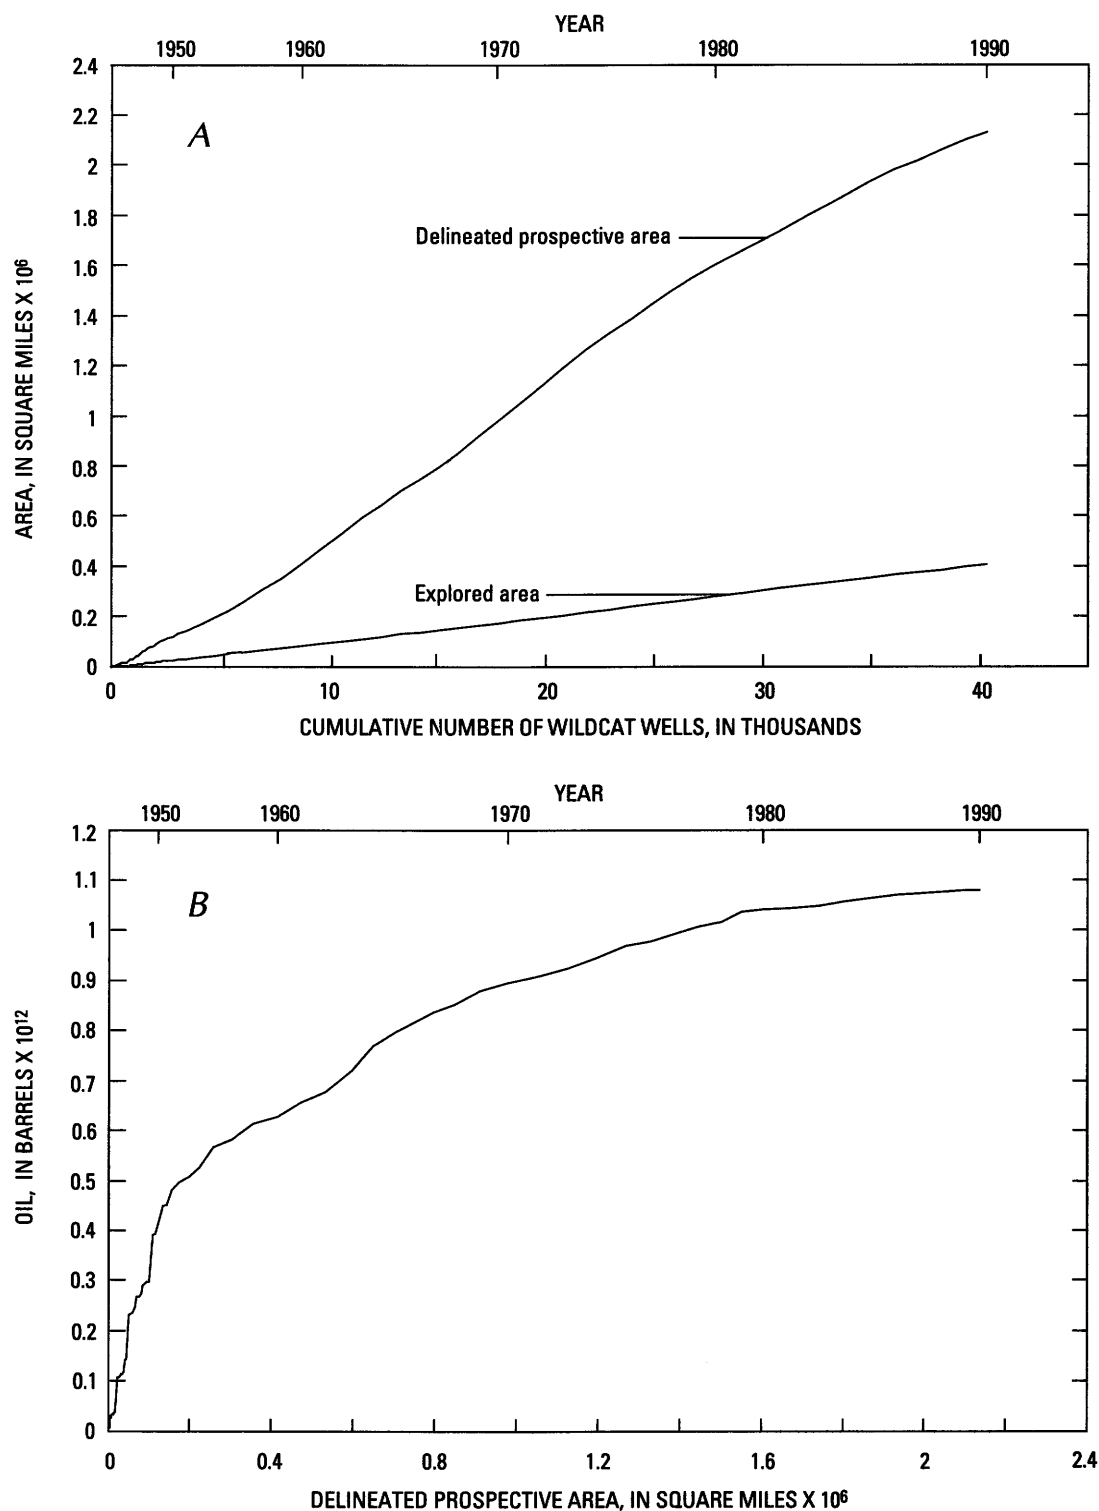 YEAR
1950 1960 1970 1980 1990
2.4
2.2
A
2
1.8
Delineated prospective area
1.6
1.4
1.2
1
0.8
0.6
0.4
Explored area
0.2
0
AREA, IN SQUARE MILES X 10⁶
0 10 20 30 40
CUMULATIVE NUMBER OF WILDCAT WELLS, IN THOUSANDS
YEAR
1950 1960 1970 1980 1990
1.2
1.1
B
1
0.9
0.8
0.7
0.6
0.5
0.4
0.3
0.2
0.1
0
OIL, IN BARRELS X 10¹²
0 0.4 0.8 1.2 1.6 2 2.4
DELINEATED PROSPECTIVE AREA, IN SQUARE MILES X 10⁶